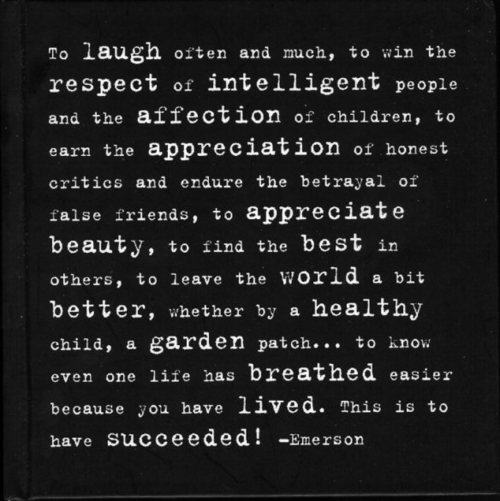 To laugh often and much, to win the
respect of intelligent people
and the affection of children, to
earn the appreciation of honest
critics and endure the betrayal of
false friends, to appreciate
beauty, to find the best in
others, to leave the world a bit
better, whether by a healthy
child, a garden patch... to know
even one life has breathed easier
because you have lived. This is to
have succeeded! -Emerson